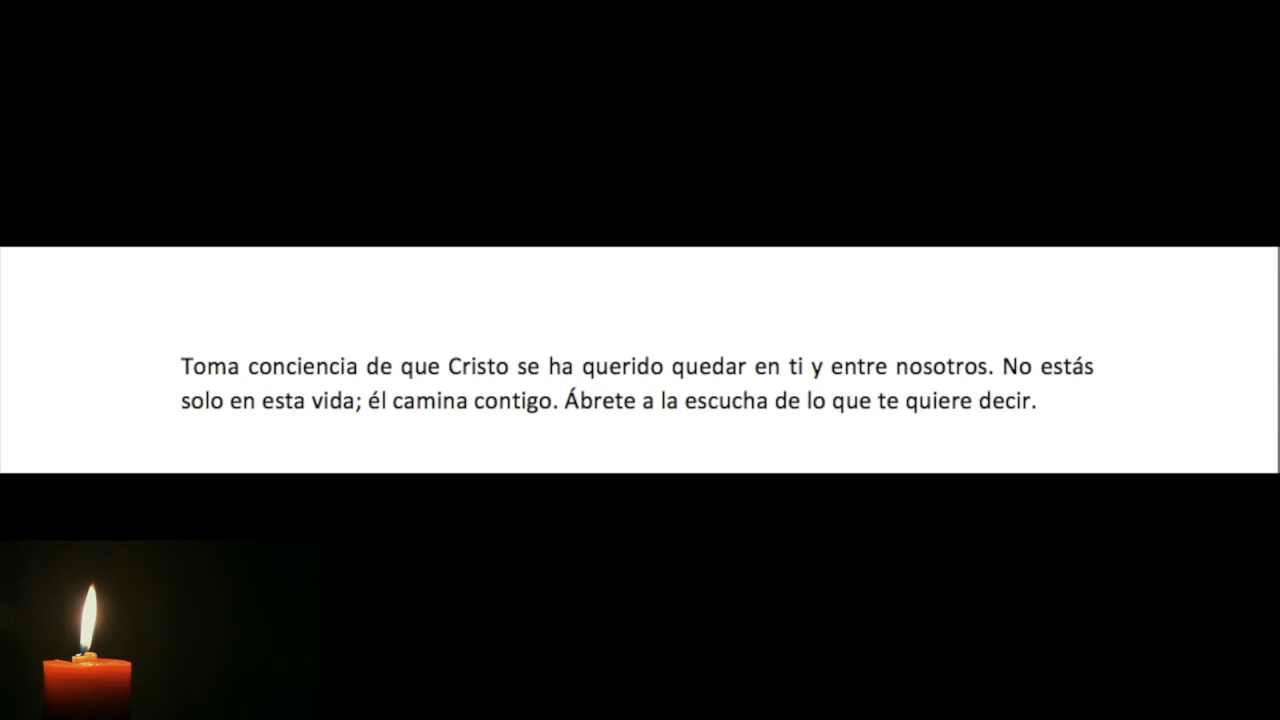 Toma conciencia de que Cristo se ha querido quedar en ti y entre nosotros. No estás
solo en esta vida; él camina contigo. Ábrete a la escucha de lo que te quiere decir.